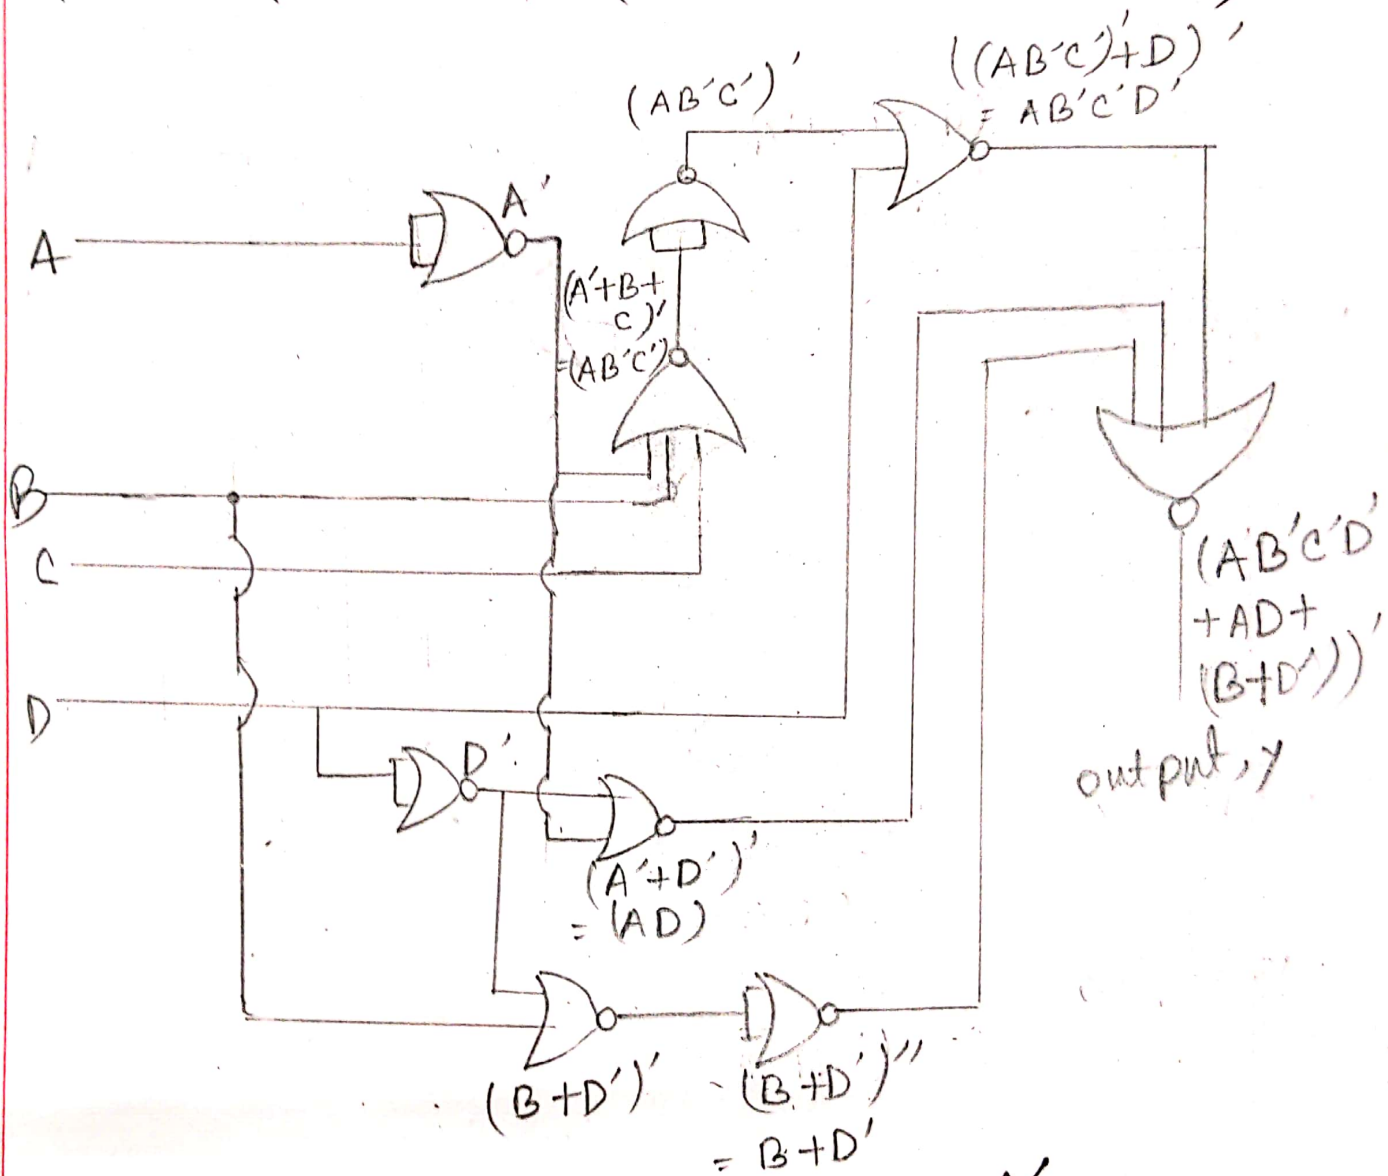 ((AB'C')'+D)'
= AB'C'D'
(AB'C')'
A'
A
(A'+B+
C)'
=(AB'C')
B
C
(AB'C'D'
+AD+
(B+D'))'
D
output, y
D'
(A'+D')'
= (AD)
(B+D')'
(B+D')''
= B+D'